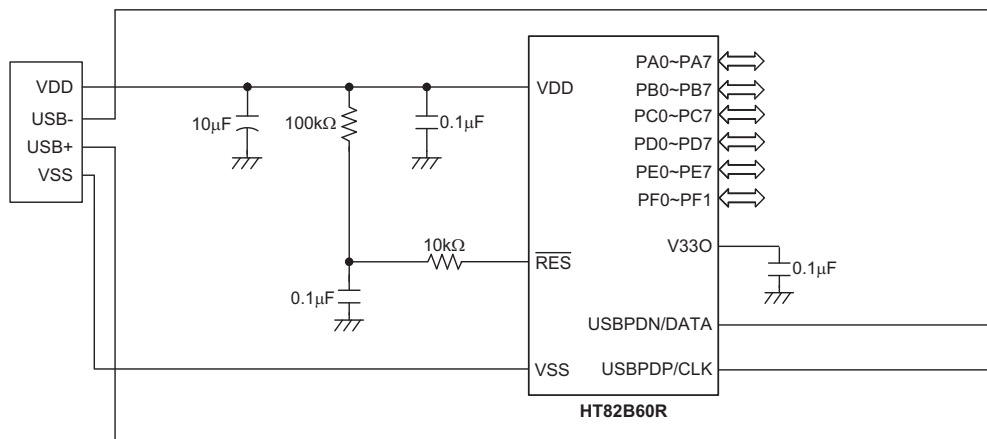 VDD
USB-
USB+
VSS
10μF
100kΩ
0.1μF
10kΩ
0.1μF
VDD
RES
VSS
PA0~PA7
PB0~PB7
PC0~PC7
PD0~PD7
PE0~PE7
PF0~PF1
V33O
0.1μF
USBPDN/DATA
USBPDP/CLK
HT82B60R